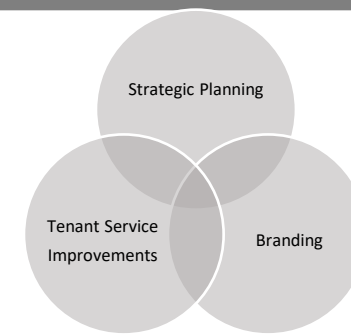 Strategic Planning
Tenant Service
Improvements
Branding